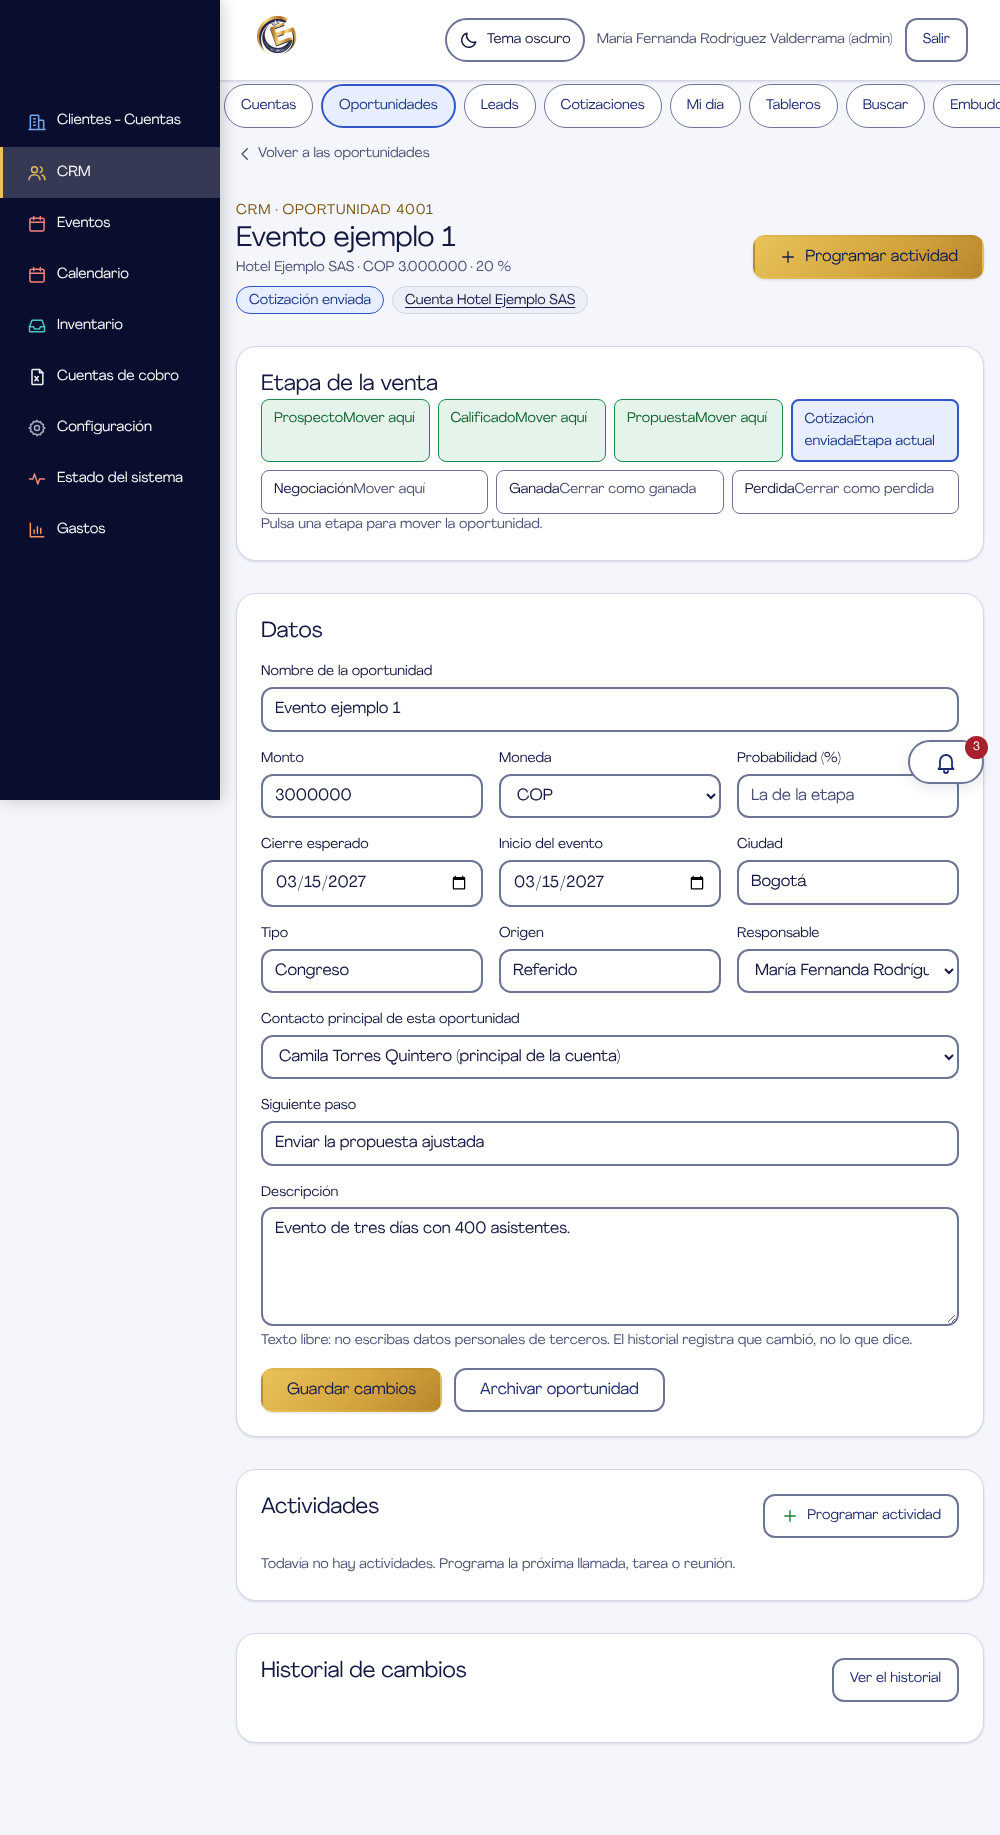 Tema oscuro
María Fernanda Rodríguez Valderrama (admin)
Salir
Clientes - Cuentas
CRM
Eventos
Calendario
Inventario
Cuentas de cobro
Configuración
Estado del sistema
Gastos
Cuentas
Oportunidades
Leads
Cotizaciones
Mi día
Tableros
Buscar
Embudo
Volver a las oportunidades
CRM · OPORTUNIDAD 4001
Evento ejemplo 1
Hotel Ejemplo SAS · COP 3.000.000 · 20 %
Cotización enviada
Cuenta Hotel Ejemplo SAS
Programar actividad
Etapa de la venta
ProspectoMover aquí
CalificadoMover aquí
PropuestaMover aquí
Cotización
enviadaEtapa actual
NegociaciónMover aquí
GanadaCerrar como ganada
PerdidaCerrar como perdida
Pulsa una etapa para mover la oportunidad.
Datos
Nombre de la oportunidad
Evento ejemplo 1
Monto
Moneda
Probabilidad (%)
3
3000000
COP
La de la etapa
Cierre esperado
Inicio del evento
Ciudad
03/15/2027
03/15/2027
Bogotá
Tipo
Origen
Responsable
Congreso
Referido
María Fernanda Rodrígu
Contacto principal de esta oportunidad
Camila Torres Quintero (principal de la cuenta)
Siguiente paso
Enviar la propuesta ajustada
Descripción
Evento de tres días con 400 asistentes.
Texto libre: no escribas datos personales de terceros. El historial registra que cambió, no lo que dice.
Guardar cambios
Archivar oportunidad
Actividades
Programar actividad
Todavía no hay actividades. Programa la próxima llamada, tarea o reunión.
Historial de cambios
Ver el historial